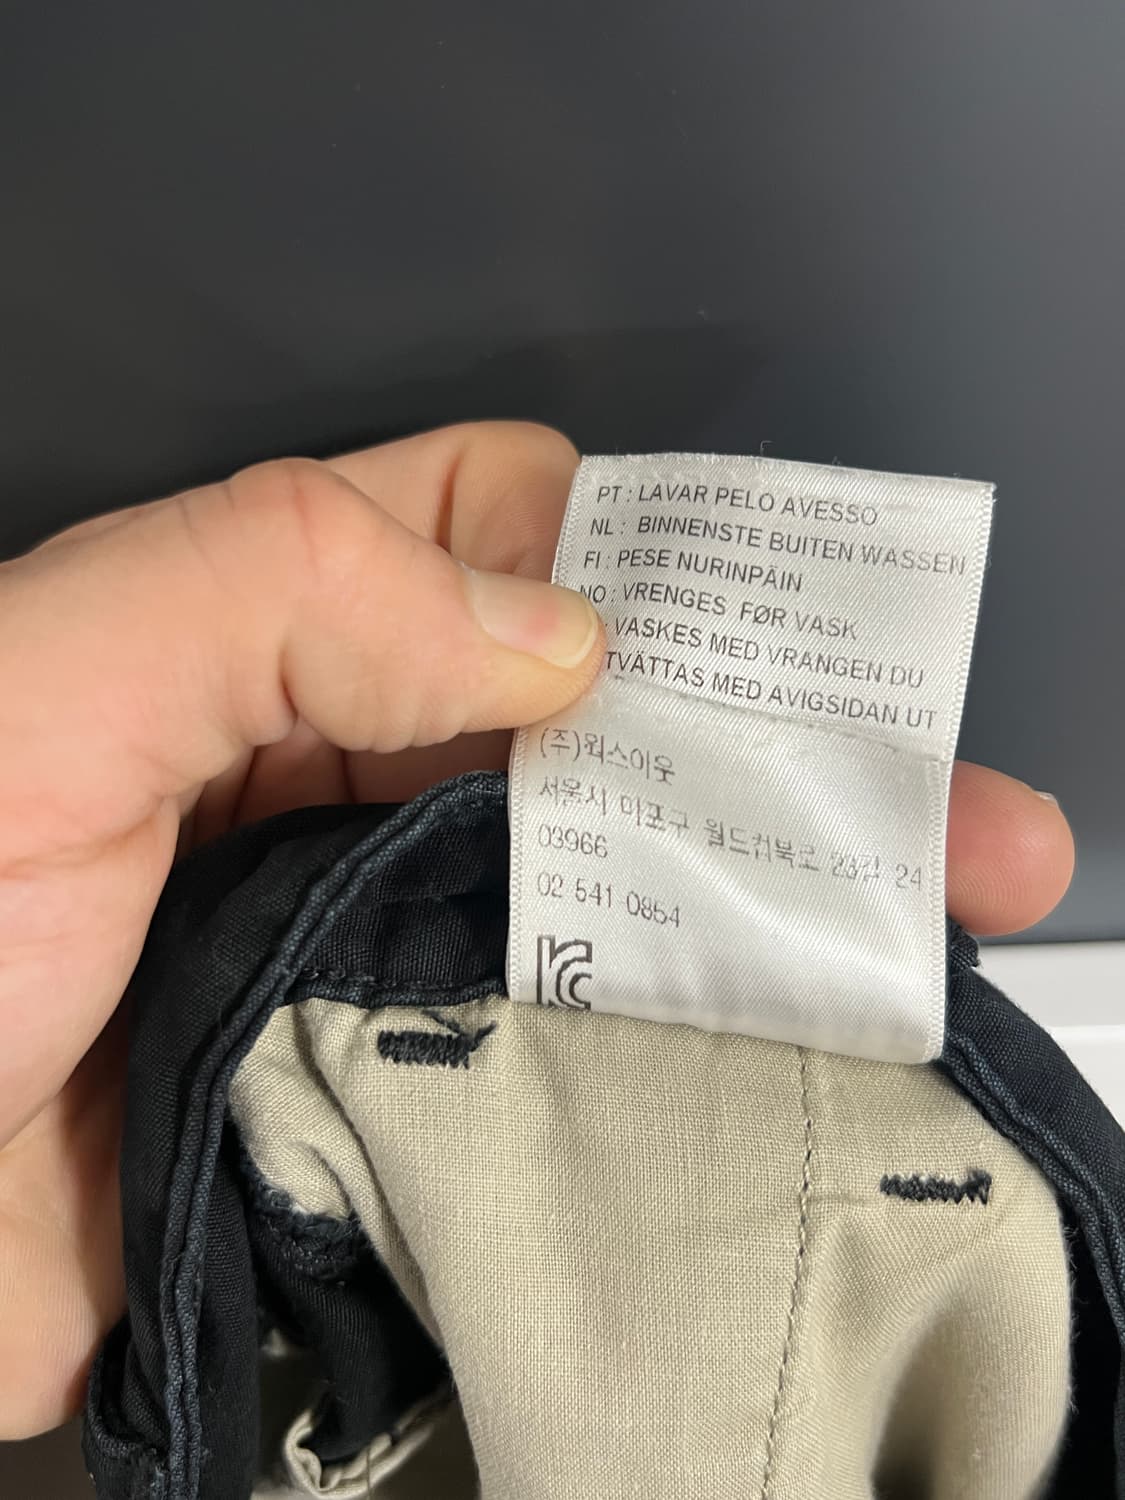 PT : LAVAR PELO AVESSO
NL : BINNENSTE BUITEN WASSEN
FI : PESE NURINPÄIN
NO : VRENGES FØR VASK
: VASKES MED VRANGEN DU
TVÄTTAS MED AVIGSIDAN UT
(주)웍스이웃
서울시 마포구 월드컵북로 24
03966
02 541 0854